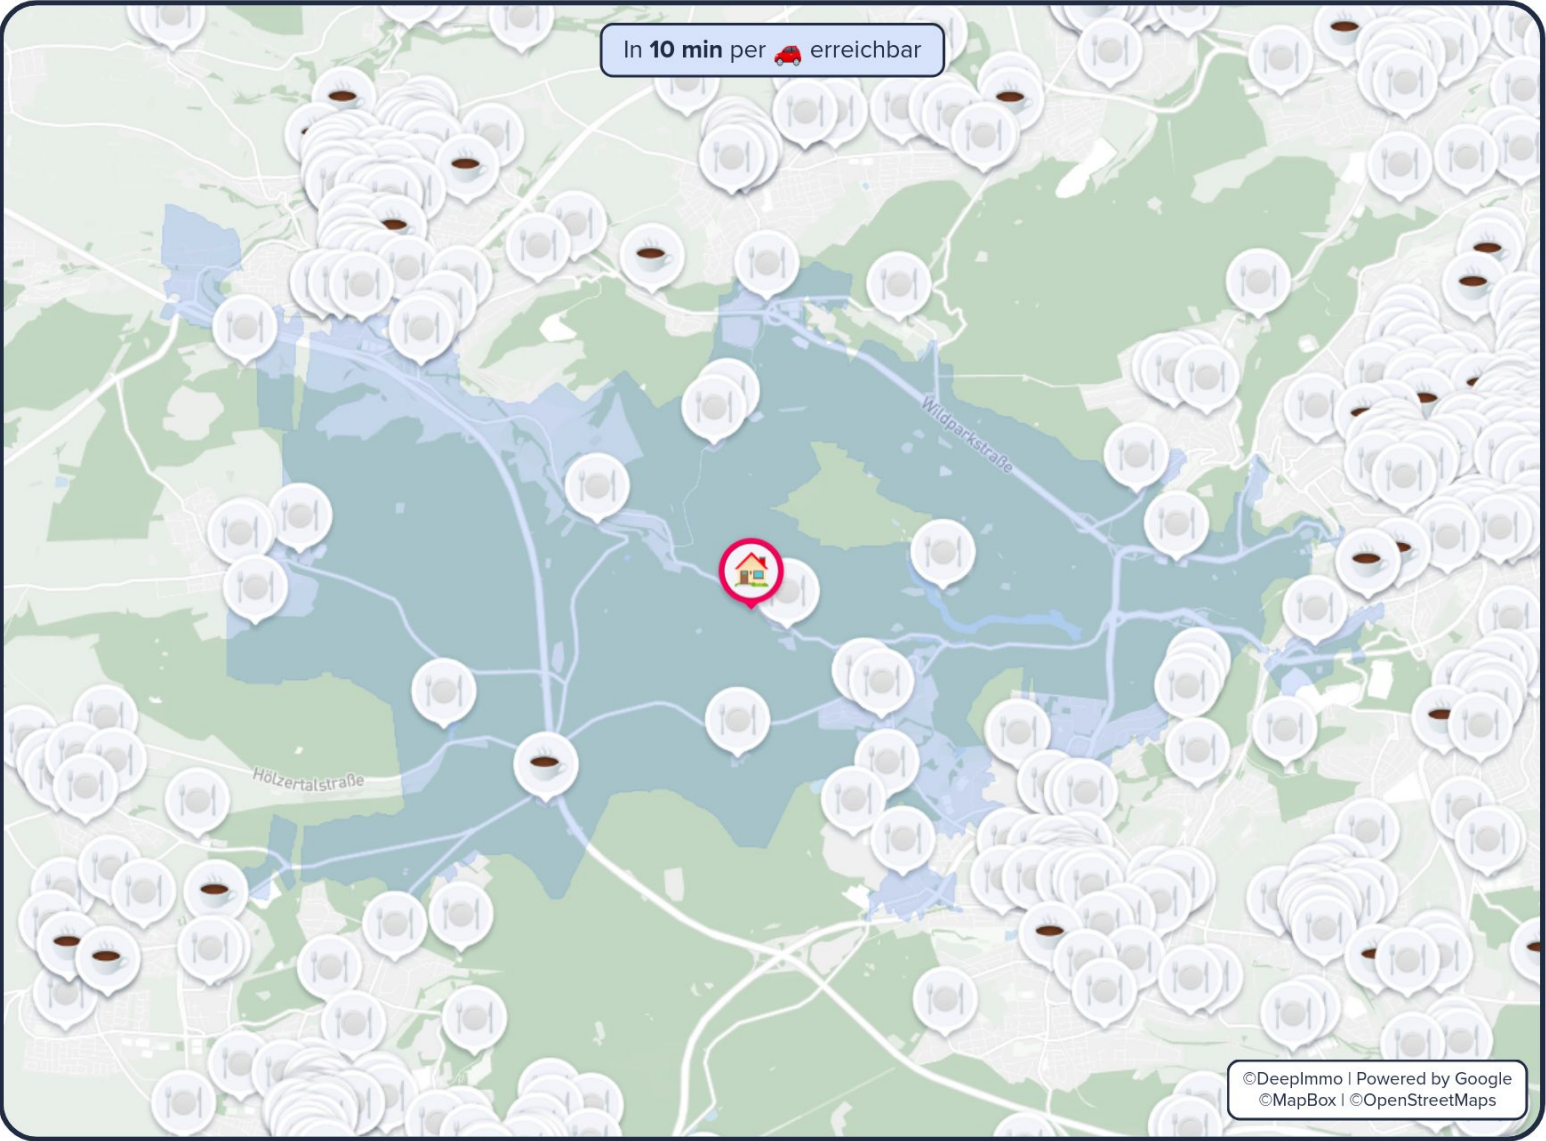 In 10 min per 🚗 erreichbar
Wildparkstraße
Hölzertalstraße
©DeepImmo | Powered by Google
©MapBox | ©OpenStreetMaps